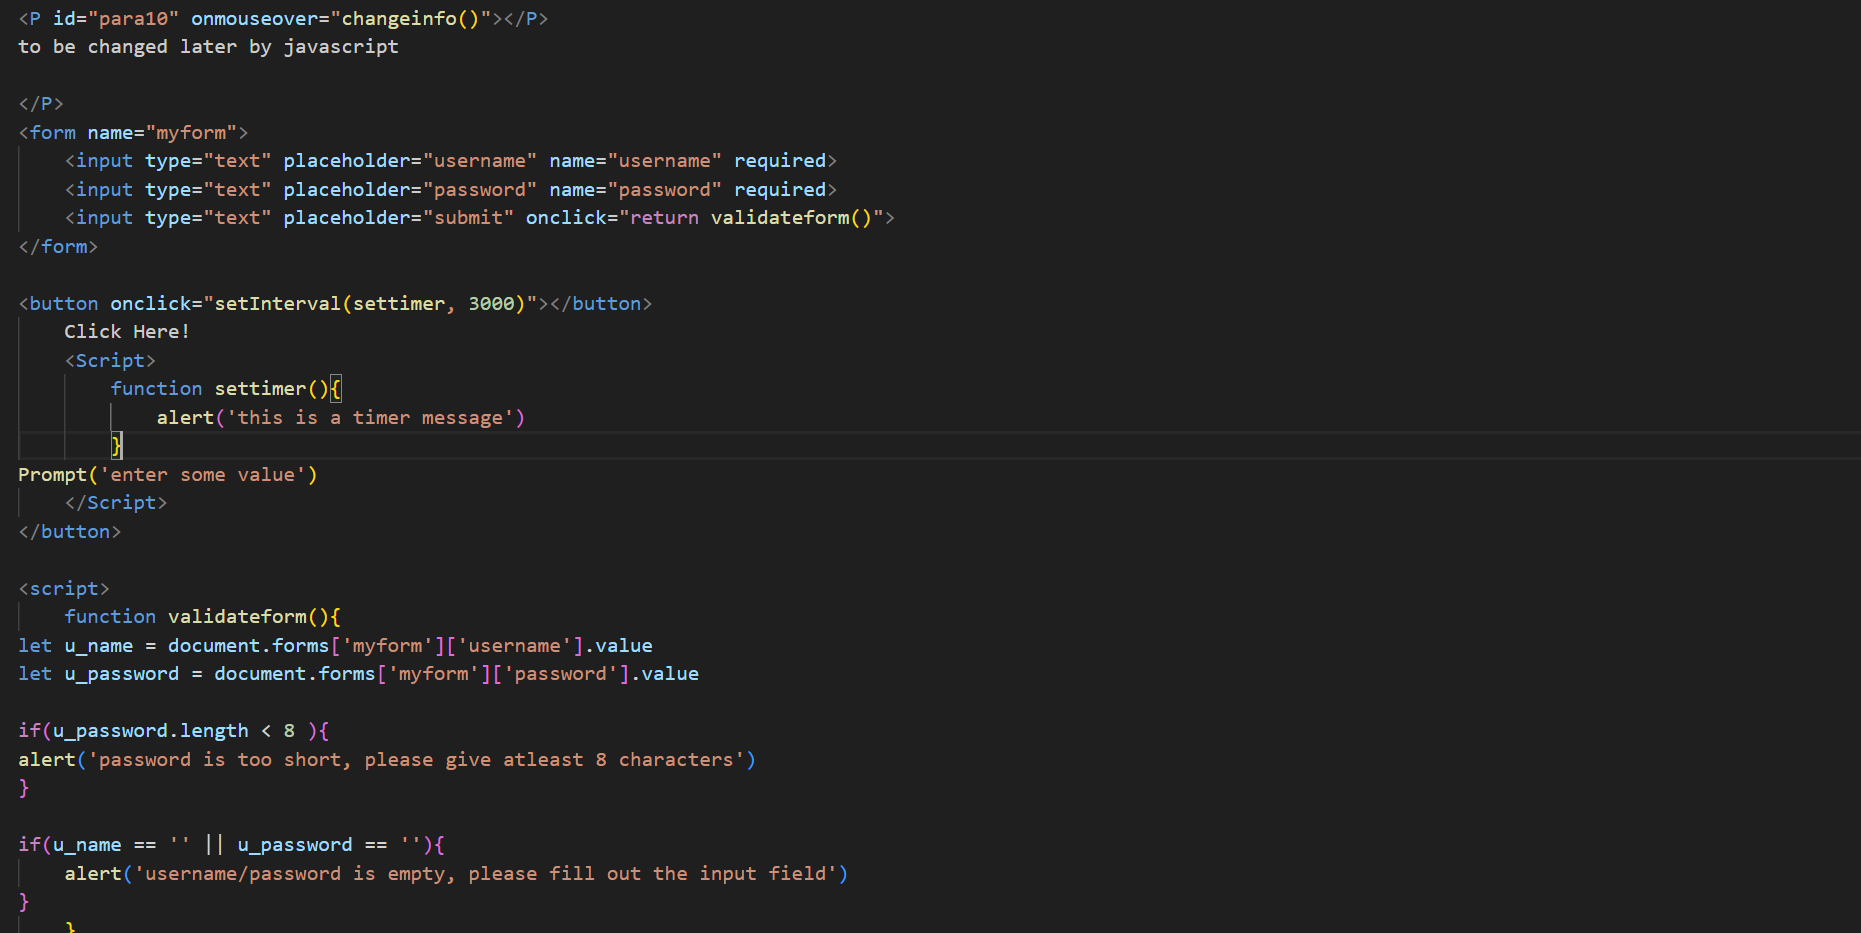 <P id="para10" onmouseover="changeinfo()"></P>
to be changed later by javascript
</P>
<form name="myform">
<input type="text" placeholder="username" name="username" required>
<input type="text" placeholder="password" name="password" required>
<input type="text" placeholder="submit" onclick="return validateform()">
</form>
<button onclick="setInterval(settimer, 3000)"></button>
Click Here!
<Script>
function settimer(){
alert('this is a timer message')
}
Prompt('enter some value')
</Script>
</button>
<script>
function validateform(){
let u_name = document.forms['myform']['username'].value
let u_password = document.forms['myform']['password'].value
if(u_password.length < 8 ){
alert('password is too short, please give atleast 8 characters')
}
if(u_name == '' || u_password == ''){
alert('username/password is empty, please fill out the input field')
}
}